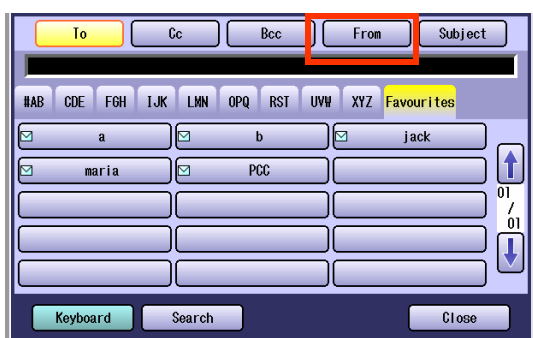 To Cc Bcc From Subject
#AB CDE FGH IJK LMN OPQ RST UVW XYZ Favourites
a b jack
maria PCC
01
/
01
Keyboard Search Close